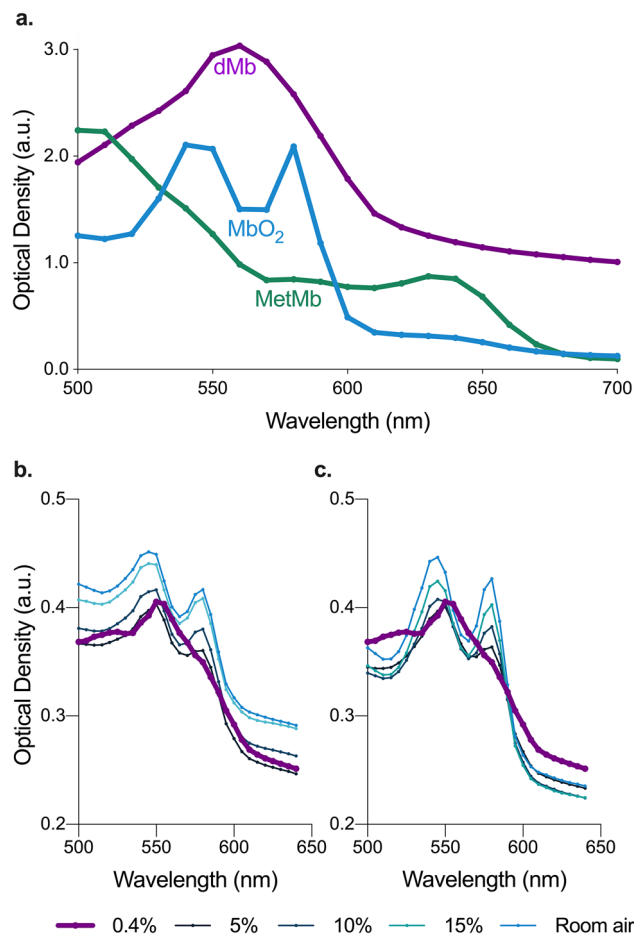 a.
Optical Density (a.u.)
3.0
2.0
1.0
0.0
dMb
MbO₂
MetMb
500 550 600 650 700
Wavelength (nm)
b. c.
Optical Density (a.u.)
0.5 0.5
0.4 0.4
0.3 0.3
0.2 0.2
500 550 600 650 500 550 600 650
Wavelength (nm) Wavelength (nm)
0.4% 5% 10% 15% Room air